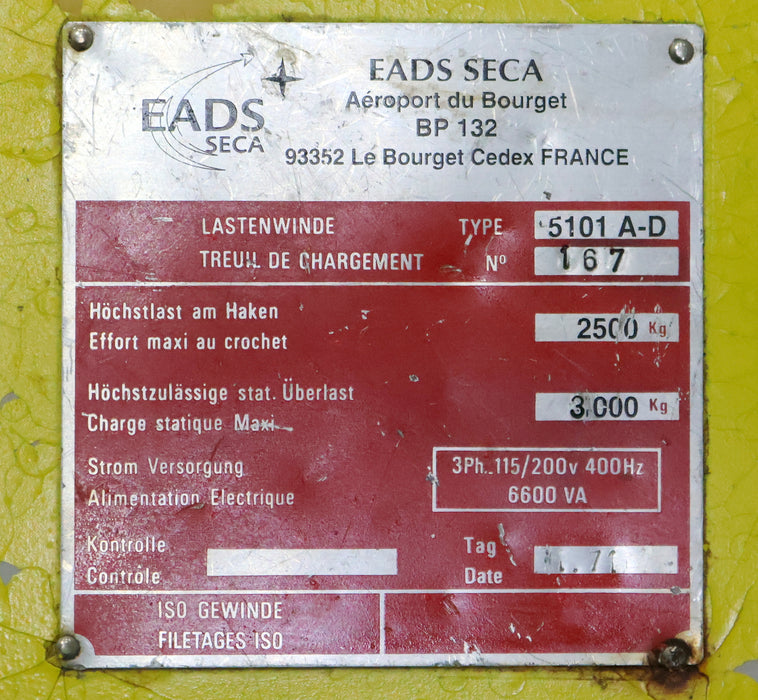 EADS
SECA
EADS SECA
Aéroport du Bourget
BP 132
93352 Le Bourget Cedex FRANCE
LASTENWINDE TYPE 5101 A-D
TREUIL DE CHARGEMENT N° 167
Höchstlast am Haken
Effort maxi au crochet
2500 Kg
Höchstzulässige stat. Überlast
Charge statique Maxi
3.000 Kg
Strom Versorgung
Alimentation Electrique
3Ph. 115/200v 400Hz
6600 VA
Kontrolle Tag
Contrôle Date
ISO GEWINDE
FILETAGES ISO